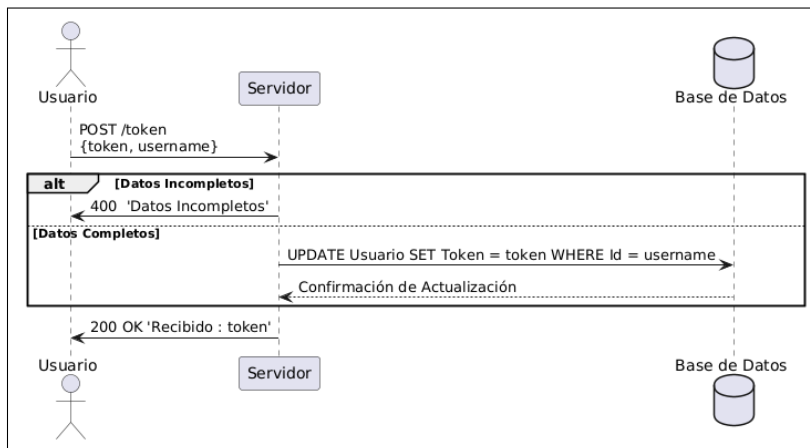 Usuario
Servidor
Base de Datos
POST /token
{token, username}
alt
[Datos Incompletos]
400 'Datos Incompletos'
[Datos Completos]
UPDATE Usuario SET Token = token WHERE Id = username
Confirmación de Actualización
200 OK 'Recibido : token'
Usuario
Servidor
Base de Datos